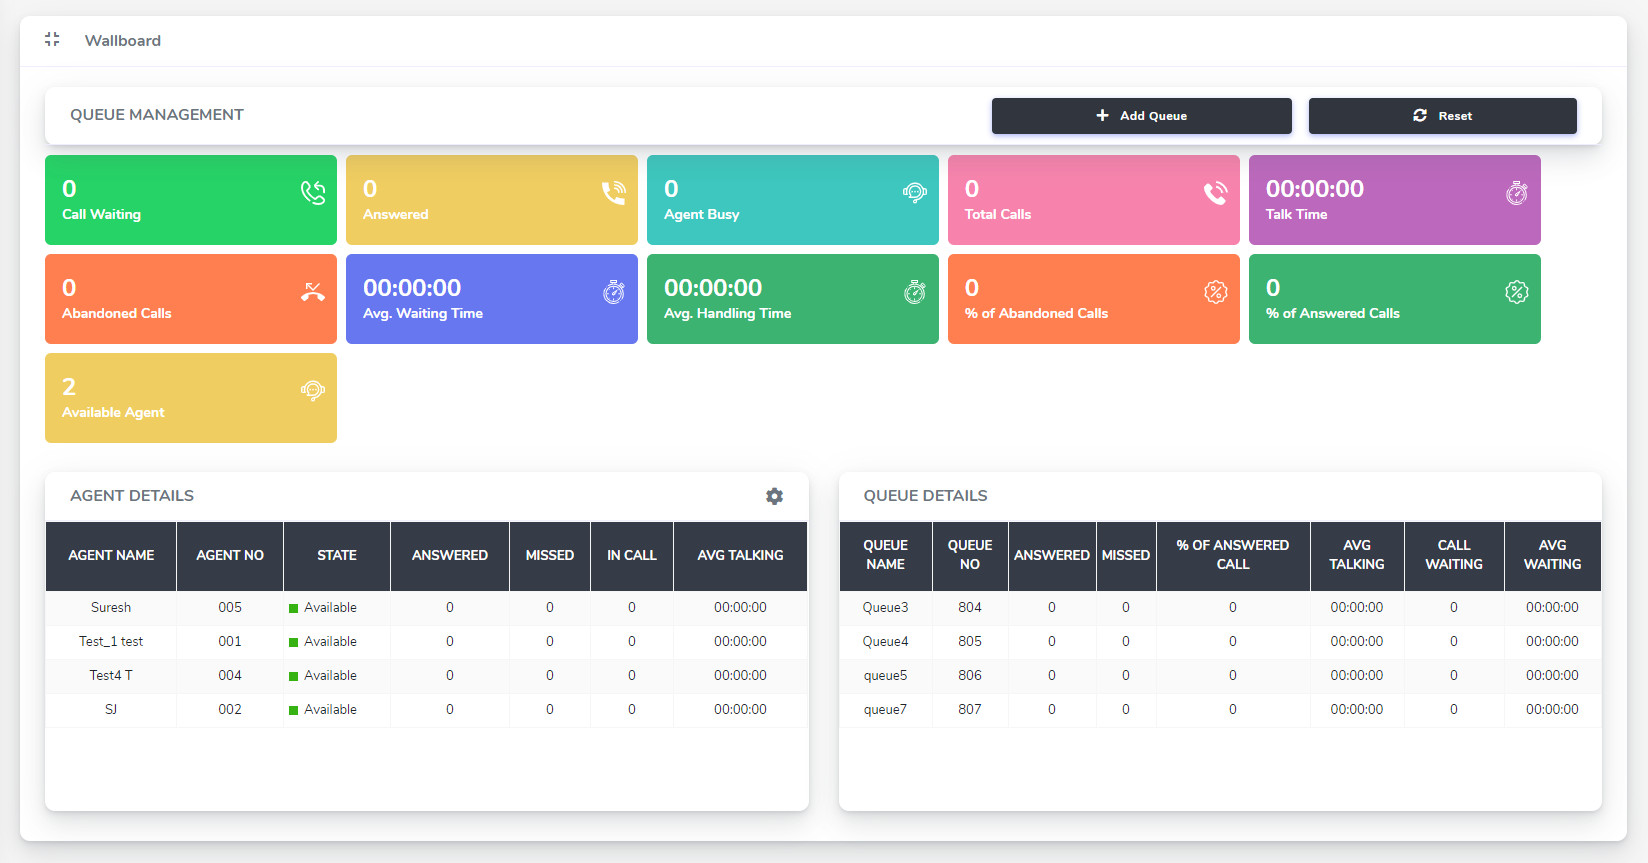 Wallboard
QUEUE MANAGEMENT
Add Queue
Reset
0
Call Waiting
0
Answered
0
Agent Busy
0
Total Calls
00:00:00
Talk Time
0
Abandoned Calls
00:00:00
Avg. Waiting Time
00:00:00
Avg. Handling Time
0
% of Abandoned Calls
0
% of Answered Calls
2
Available Agent
AGENT DETAILS
AGENT NAME AGENT NO STATE ANSWERED MISSED IN CALL AVG TALKING
Suresh 005 Available 0 0 0 00:00:00
Test_1 test 001 Available 0 0 0 00:00:00
Test4 T 004 Available 0 0 0 00:00:00
SJ 002 Available 0 0 0 00:00:00
QUEUE DETAILS
QUEUE NAME QUEUE NO ANSWERED MISSED % OF ANSWERED CALL AVG TALKING CALL WAITING AVG WAITING
Queue3 804 0 0 0 00:00:00 0 00:00:00
Queue4 805 0 0 0 00:00:00 0 00:00:00
queue5 806 0 0 0 00:00:00 0 00:00:00
queue7 807 0 0 0 00:00:00 0 00:00:00